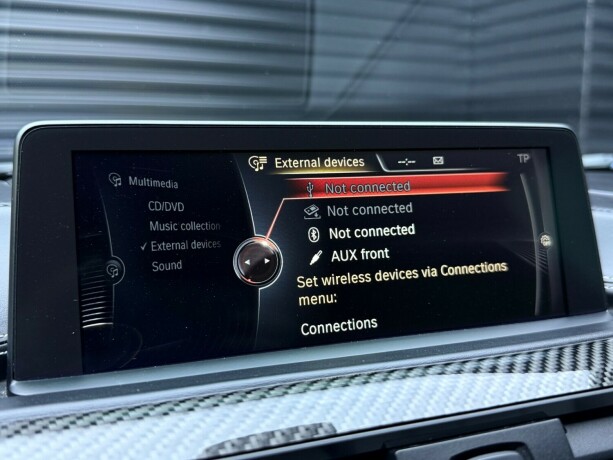 External devices
--:--
TP
Multimedia
CD/DVD
Music collection
External devices
Sound
Not connected
Not connected
Not connected
AUX front
Set wireless devices via Connections
menu:
Connections